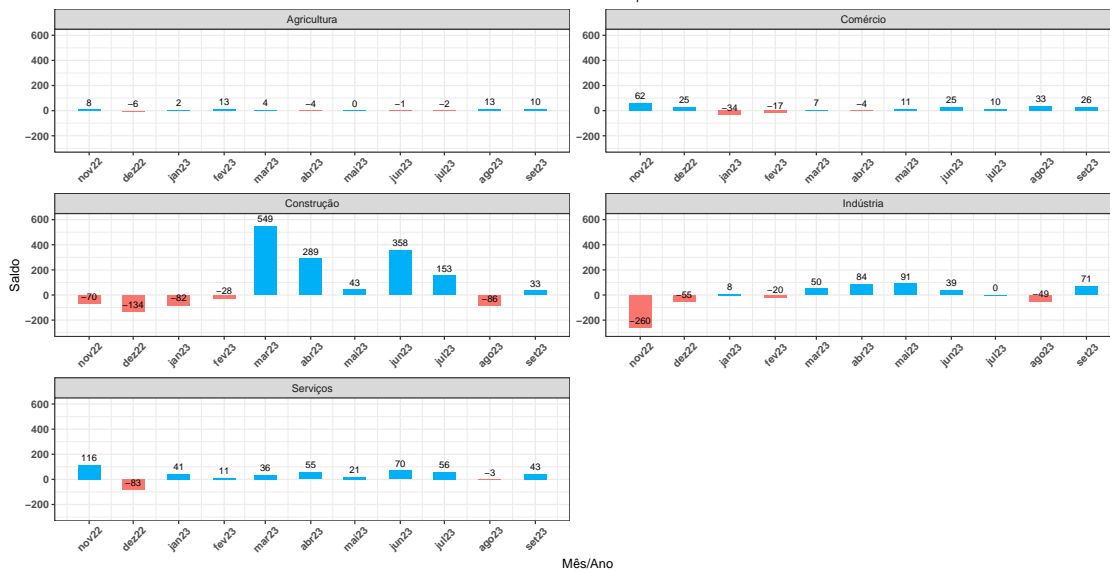 Agricultura
600
400
200
0
−200
8 −6 2 13 4 −4 0 −1 −2 13 10
nov22 dez22 jan23 fev23 mar23 abr23 mai23 jun23 jul23 ago23 set23
Comércio
600
400
200
0
−200
62 25 −34 −17 7 −4 11 25 10 33 26
nov22 dez22 jan23 fev23 mar23 abr23 mai23 jun23 jul23 ago23 set23
Saldo
Construção
600
400
200
0
−200
−70 −134 −82 −28 549 289 43 358 153 −86 33
nov22 dez22 jan23 fev23 mar23 abr23 mai23 jun23 jul23 ago23 set23
Indústria
600
400
200
0
−200
−260 −55 8 −20 50 84 91 39 0 −49 71
nov22 dez22 jan23 fev23 mar23 abr23 mai23 jun23 jul23 ago23 set23
Serviços
600
400
200
0
−200
116 −83 41 11 36 55 21 70 56 −3 43
nov22 dez22 jan23 fev23 mar23 abr23 mai23 jun23 jul23 ago23 set23
Mês/Ano